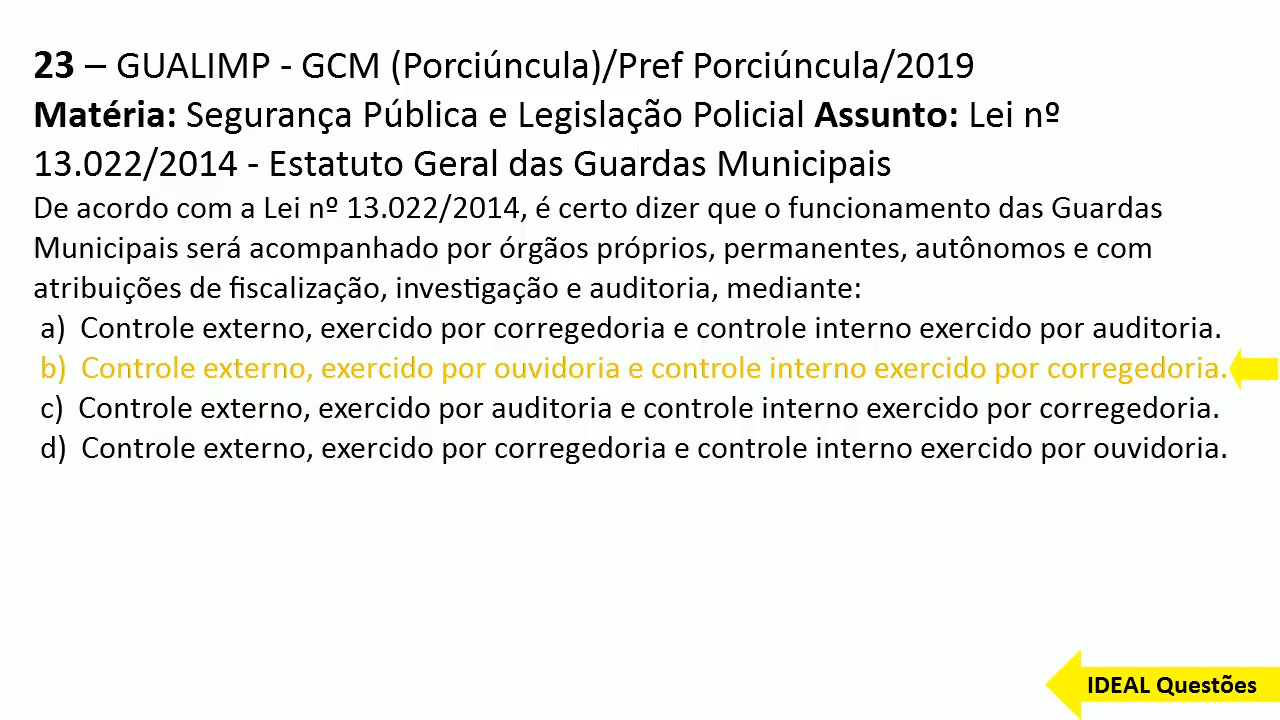 23 – GUALIMP - GCM (Porciúncula)/Pref Porciúncula/2019
Matéria: Segurança Pública e Legislação Policial Assunto: Lei nº
13.022/2014 - Estatuto Geral das Guardas Municipais
De acordo com a Lei nº 13.022/2014, é certo dizer que o funcionamento das Guardas
Municipais será acompanhado por órgãos próprios, permanentes, autônomos e com
atribuições de fiscalização, investigação e auditoria, mediante:
a) Controle externo, exercido por corregedoria e controle interno exercido por auditoria.
b) Controle externo, exercido por ouvidoria e controle interno exercido por corregedoria.
c) Controle externo, exercido por auditoria e controle interno exercido por corregedoria.
d) Controle externo, exercido por corregedoria e controle interno exercido por ouvidoria.
IDEAL Questões